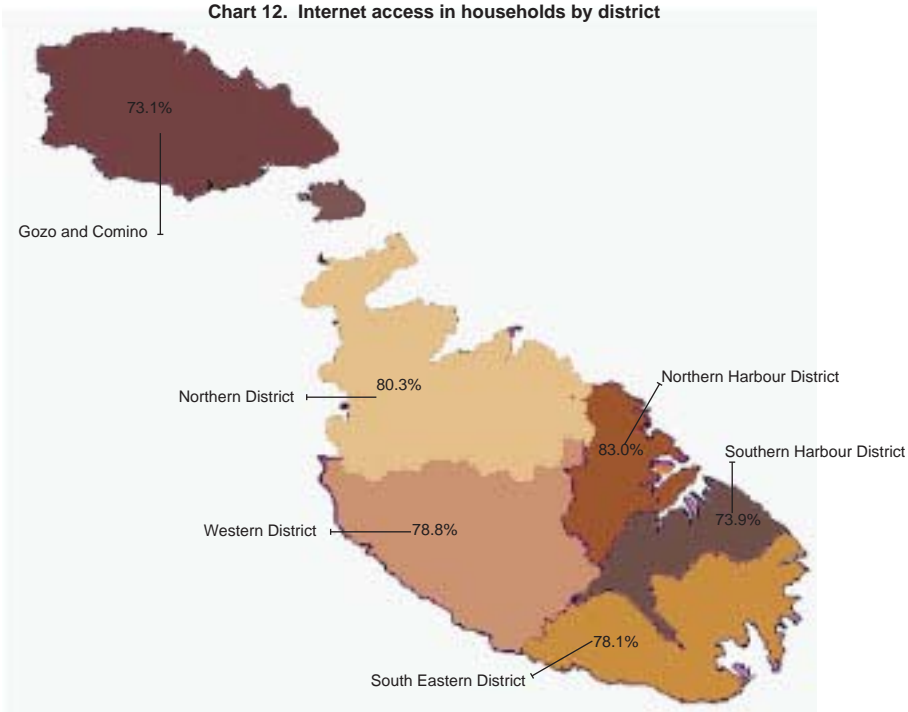 Chart 12.  Internet access in households by district
73.1%
Gozo and Comino
80.3%
Northern District
Northern Harbour District
83.0%
Southern Harbour District
73.9%
Western District
78.8%
78.1%
South Eastern District